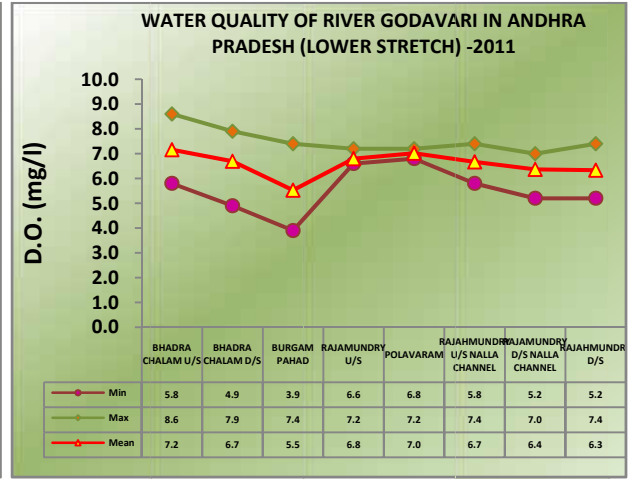 WATER QUALITY OF RIVER GODAVARI IN ANDHRA
PRADESH (LOWER STRETCH) -2011
D.O. (mg/l)
10.0
9.0
8.0
7.0
6.0
5.0
4.0
3.0
2.0
1.0
0.0
BHADRA CHALAM U/S
BHADRA CHALAM D/S
BURGAM PAHAD
RAJAMUNDRY U/S
POLAVARAM
RAJAHMUNDRY U/S NALLA CHANNEL
RAJAMUNDRY D/S NALLA CHANNEL
RAJAHMUNDRY D/S
Min 5.8 4.9 3.9 6.6 6.8 5.8 5.2 5.2
Max 8.6 7.9 7.4 7.2 7.2 7.4 7.0 7.4
Mean 7.2 6.7 5.5 6.8 7.0 6.7 6.4 6.3